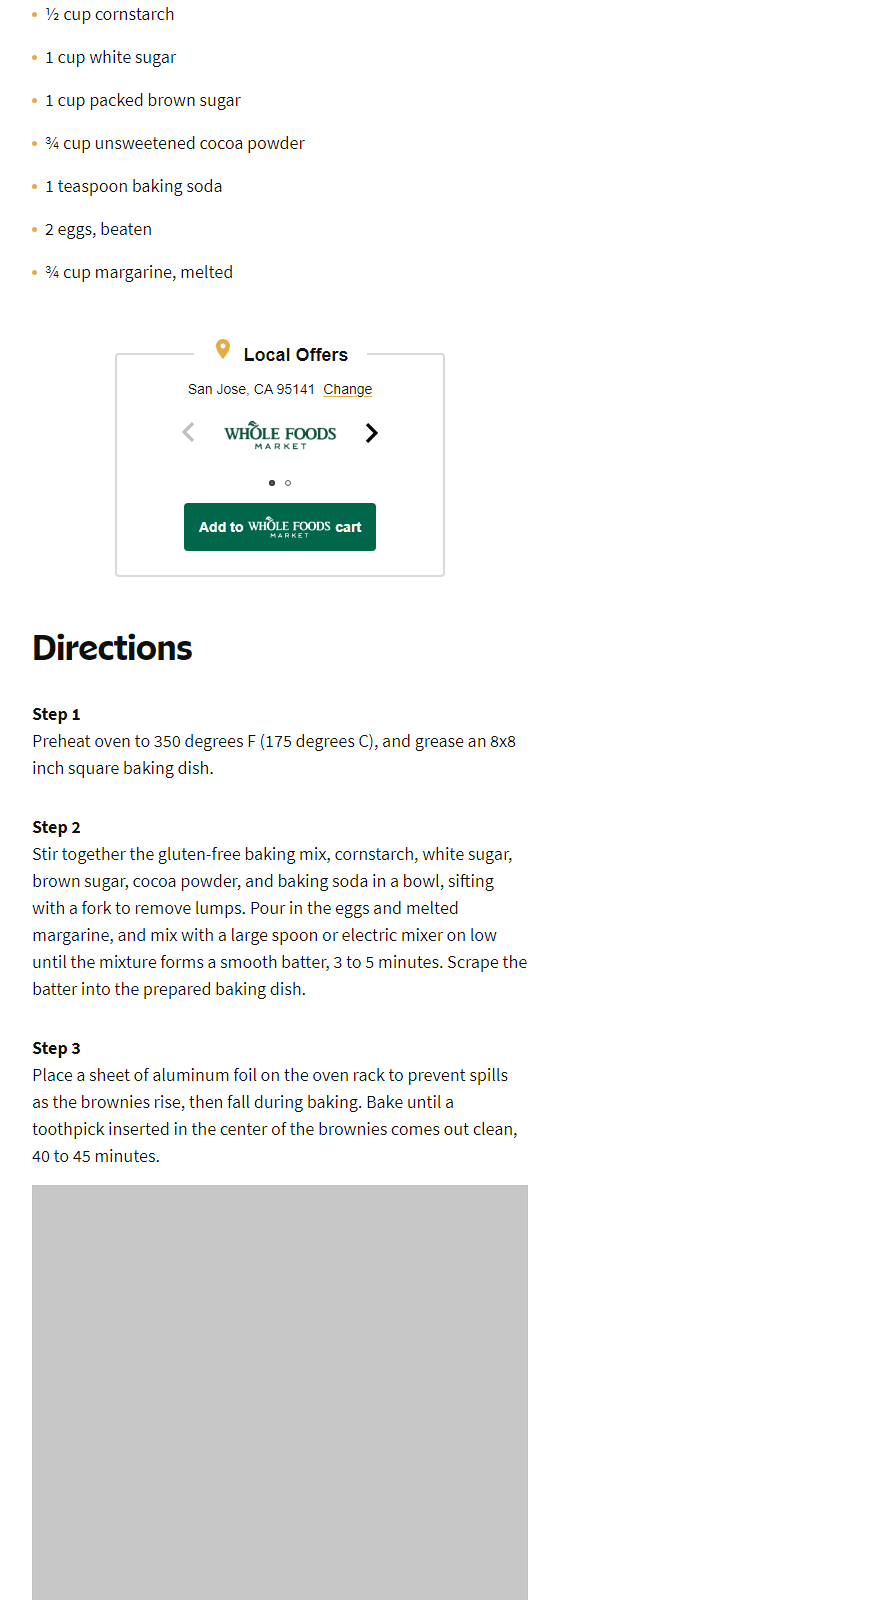 ½ cup cornstarch
1 cup white sugar
1 cup packed brown sugar
¾ cup unsweetened cocoa powder
1 teaspoon baking soda
2 eggs, beaten
¾ cup margarine, melted
Local Offers
San Jose, CA 95141 Change
WHOLE FOODS
MARKET
Add to WHOLE FOODS MARKET cart
Directions
Step 1
Preheat oven to 350 degrees F (175 degrees C), and grease an 8x8
inch square baking dish.
Step 2
Stir together the gluten-free baking mix, cornstarch, white sugar,
brown sugar, cocoa powder, and baking soda in a bowl, sifting
with a fork to remove lumps. Pour in the eggs and melted
margarine, and mix with a large spoon or electric mixer on low
until the mixture forms a smooth batter, 3 to 5 minutes. Scrape the
batter into the prepared baking dish.
Step 3
Place a sheet of aluminum foil on the oven rack to prevent spills
as the brownies rise, then fall during baking. Bake until a
toothpick inserted in the center of the brownies comes out clean,
40 to 45 minutes.